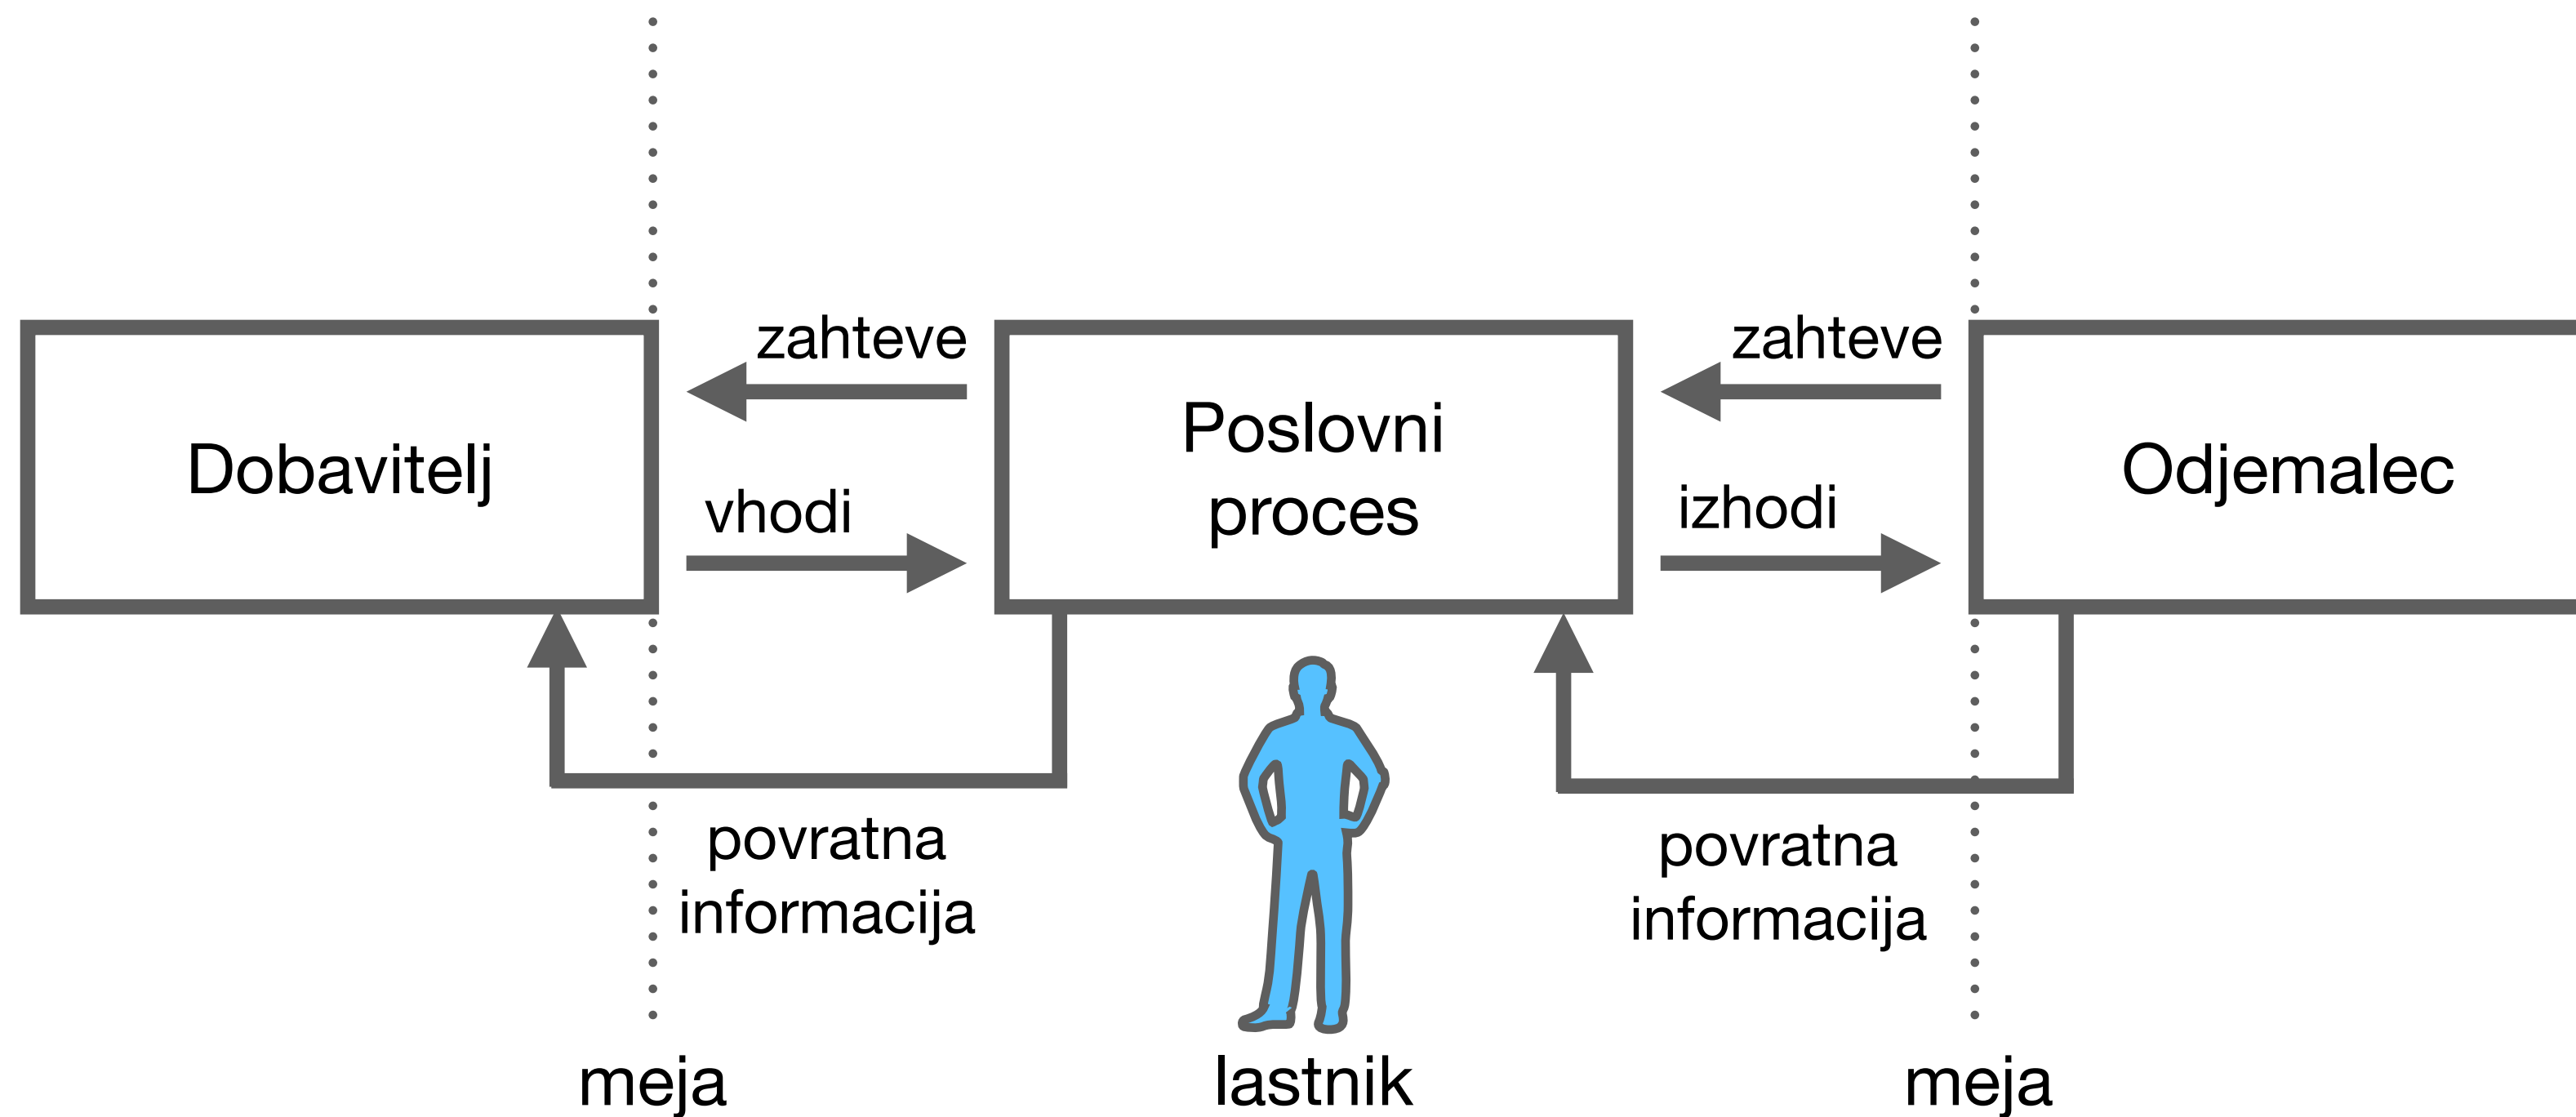 zahteve
zahteve
Dobavitelj
Poslovni
proces
Odjemalec
vhodi
izhodi
povratna
informacija
povratna
informacija
meja
lastnik
meja